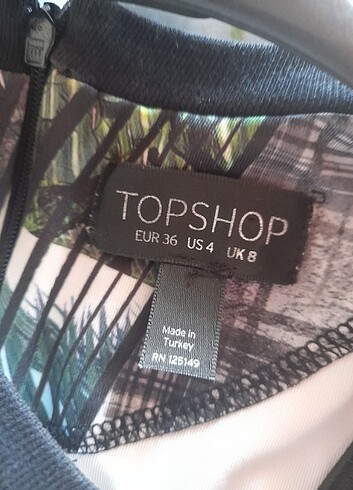 TOPSHOP
EUR 36 US 4 UK 8
Made in
Turkey
RN 125149